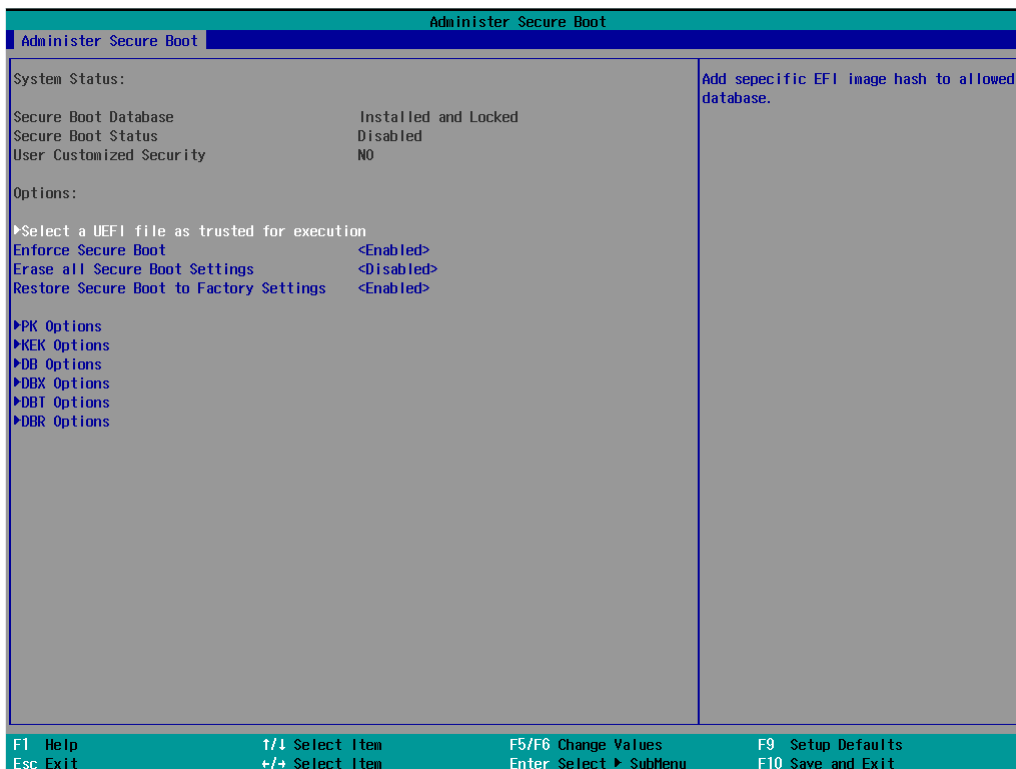 Administer Secure Boot
Administer Secure Boot
System Status:
Secure Boot Database Installed and Locked
Secure Boot Status Disabled
User Customized Security NO
Options:
▶Select a UEFI file as trusted for execution
Enforce Secure Boot <Enabled>
Erase all Secure Boot Settings <Disabled>
Restore Secure Boot to Factory Settings <Enabled>
▶PK Options
▶KEK Options
▶DB Options
▶DBX Options
▶DBT Options
▶DBR Options
Add sepecific EFI image hash to allowed
database.
F1 Help ↑/↓ Select Item F5/F6 Change Values F9 Setup Defaults
Esc Exit ←/→ Select Item Enter Select ▶ SubMenu F10 Save and Exit